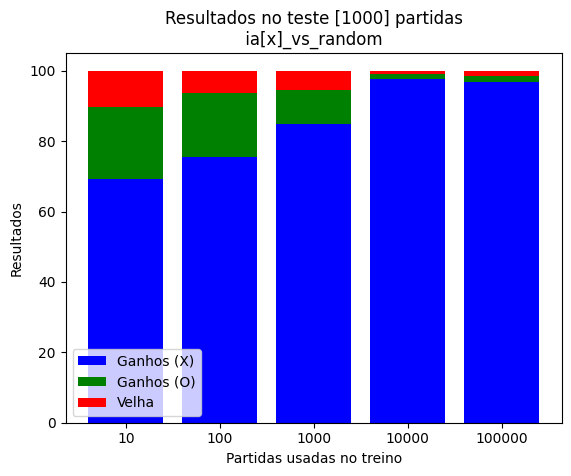 Resultados no teste [1000] partidas
ia[x]_vs_random
100
80
60
40
20
0
Resultados
Ganhos (X)
Ganhos (O)
Velha
10
100
1000
10000
100000
Partidas usadas no treino